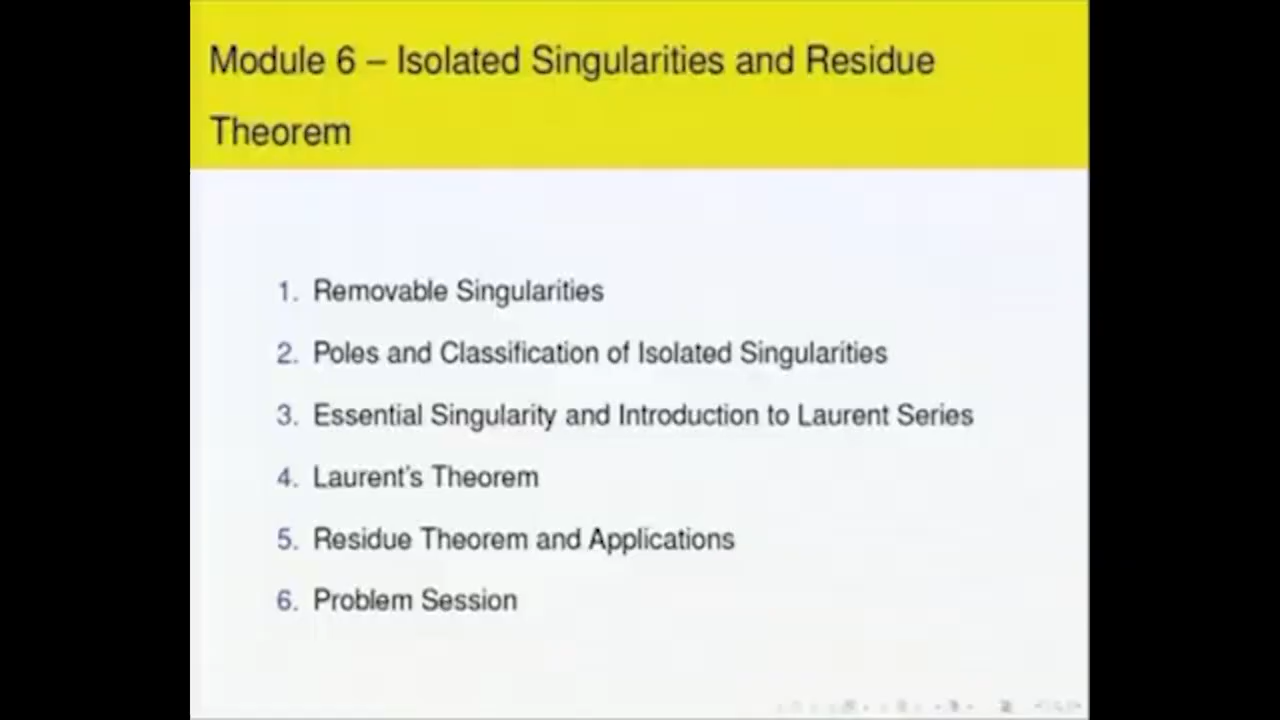 Module 6 – Isolated Singularities and Residue
Theorem
1. Removable Singularities
2. Poles and Classification of Isolated Singularities
3. Essential Singularity and Introduction to Laurent Series
4. Laurent's Theorem
5. Residue Theorem and Applications
6. Problem Session